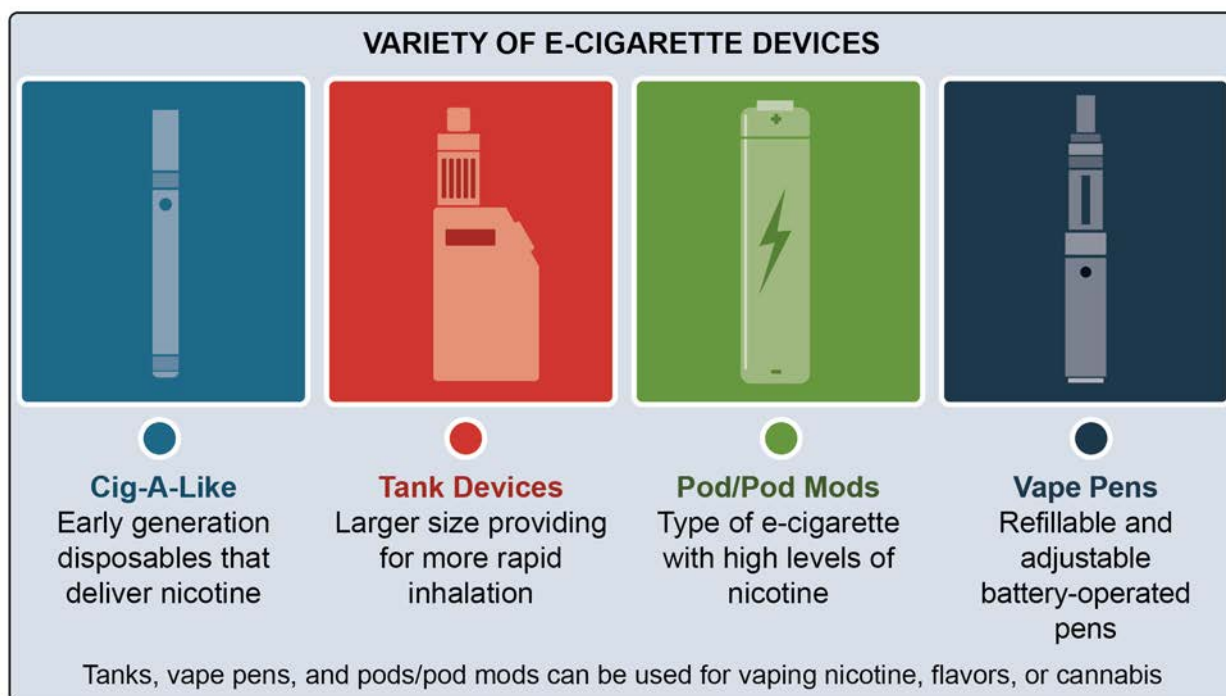 VARIETY OF E-CIGARETTE DEVICES
+
-
Cig-A-Like
Early generation
disposables that
deliver nicotine
Tank Devices
Larger size providing
for more rapid
inhalation
Pod/Pod Mods
Type of e-cigarette
with high levels of
nicotine
Vape Pens
Refillable and
adjustable
battery-operated
pens
Tanks, vape pens, and pods/pod mods can be used for vaping nicotine, flavors, or cannabis